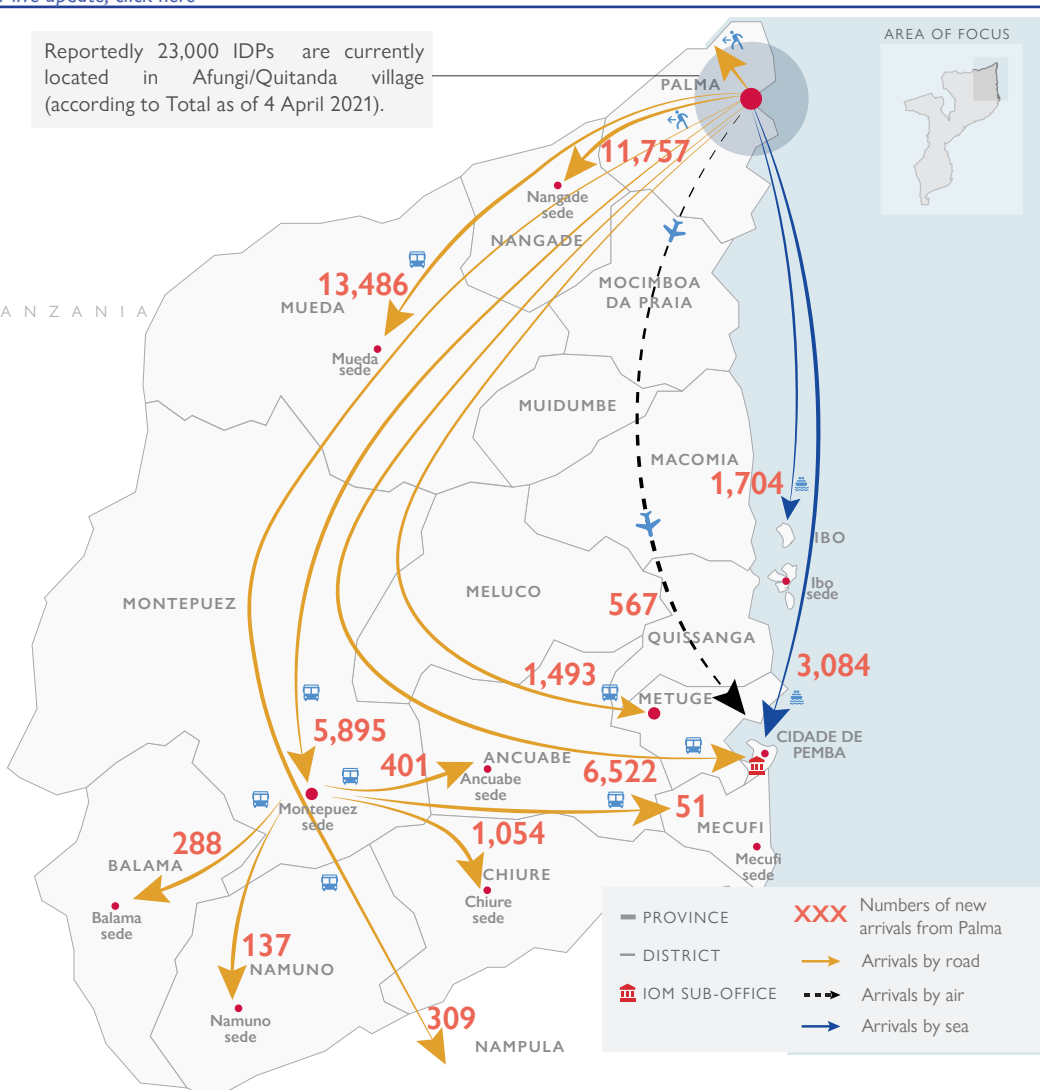 live update, click here
AREA OF FOCUS
Reportedly 23,000 IDPs are currently
located in Afungi/Quitanda village
(according to Total as of 4 April 2021).
PALMA
11,757
Nangade
sede
NANGADE
13,486
MUEDA
MOCIMBOA
DA PRAIA
ANZANIA
Mueda
sede
MUIDUMBE
MACOMIA
1,704
IBO
Ibo
sede
MONTEPUEZ
MELUCO
567
QUISSANGA
3,084
1,493
METUGE
5,895
CIDADE DE
PEMBA
401
ANCUABE
Ancuabe
sede
6,522
51
Montepuez
sede
MECUFI
288
1,054
BALAMA
Mecufi
sede
CHIURE
Chiure
sede
Balama
sede
137
NAMUNO
Namuno
sede
309
NAMPULA
PROVINCE
DISTRICT
IOM SUB-OFFICE
XXX Numbers of new
arrivals from Palma
Arrivals by road
Arrivals by air
Arrivals by sea